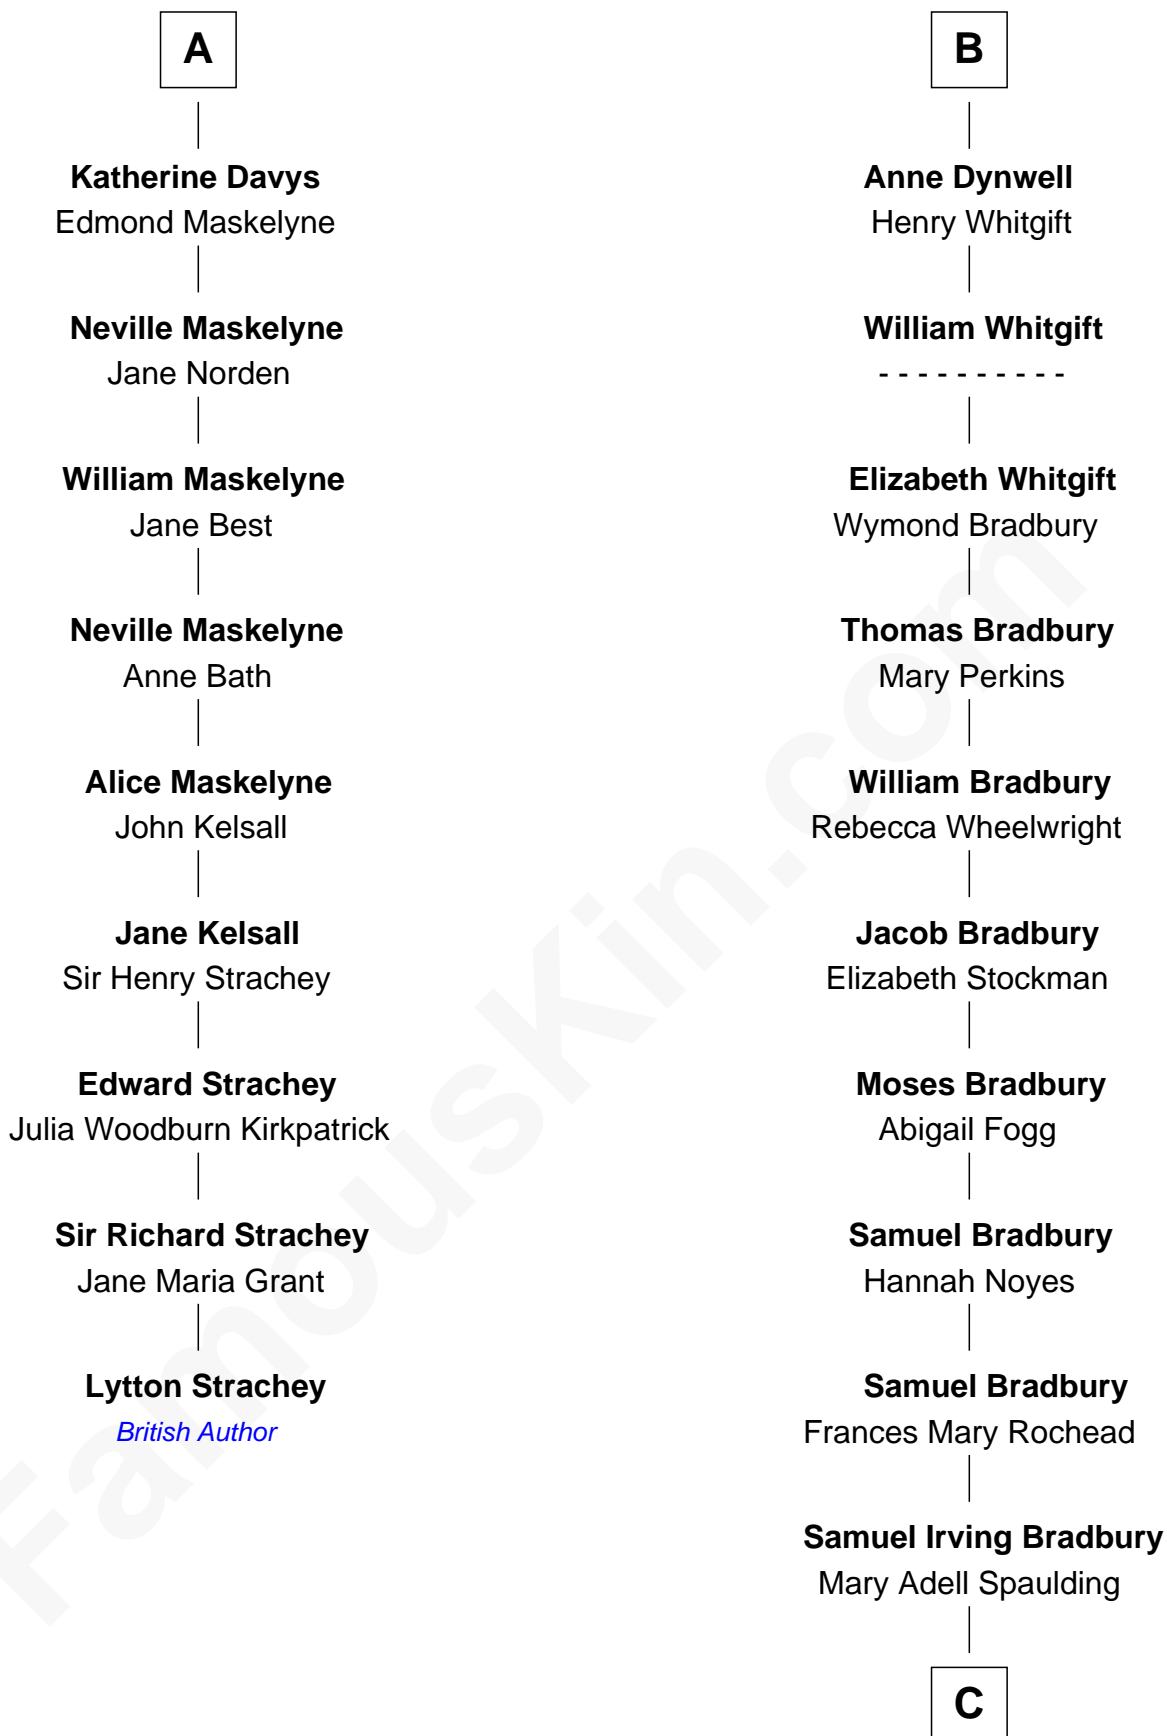 A
Katherine Davys
Edmond Maskelyne
Neville Maskelyne
Jane Norden
William Maskelyne
Jane Best
Neville Maskelyne
Anne Bath
Alice Maskelyne
John Kelsall
Jane Kelsall
Sir Henry Strachey
Edward Strachey
Julia Woodburn Kirkpatrick
Sir Richard Strachey
Jane Maria Grant
Lytton Strachey
British Author
B
Anne Dynwell
Henry Whitgift
William Whitgift
- - - - - - - - - -
Elizabeth Whitgift
Wymond Bradbury
Thomas Bradbury
Mary Perkins
William Bradbury
Rebecca Wheelwright
Jacob Bradbury
Elizabeth Stockman
Moses Bradbury
Abigail Fogg
Samuel Bradbury
Hannah Noyes
Samuel Bradbury
Frances Mary Rochead
Samuel Irving Bradbury
Mary Adell Spaulding
C
FamousKin.com